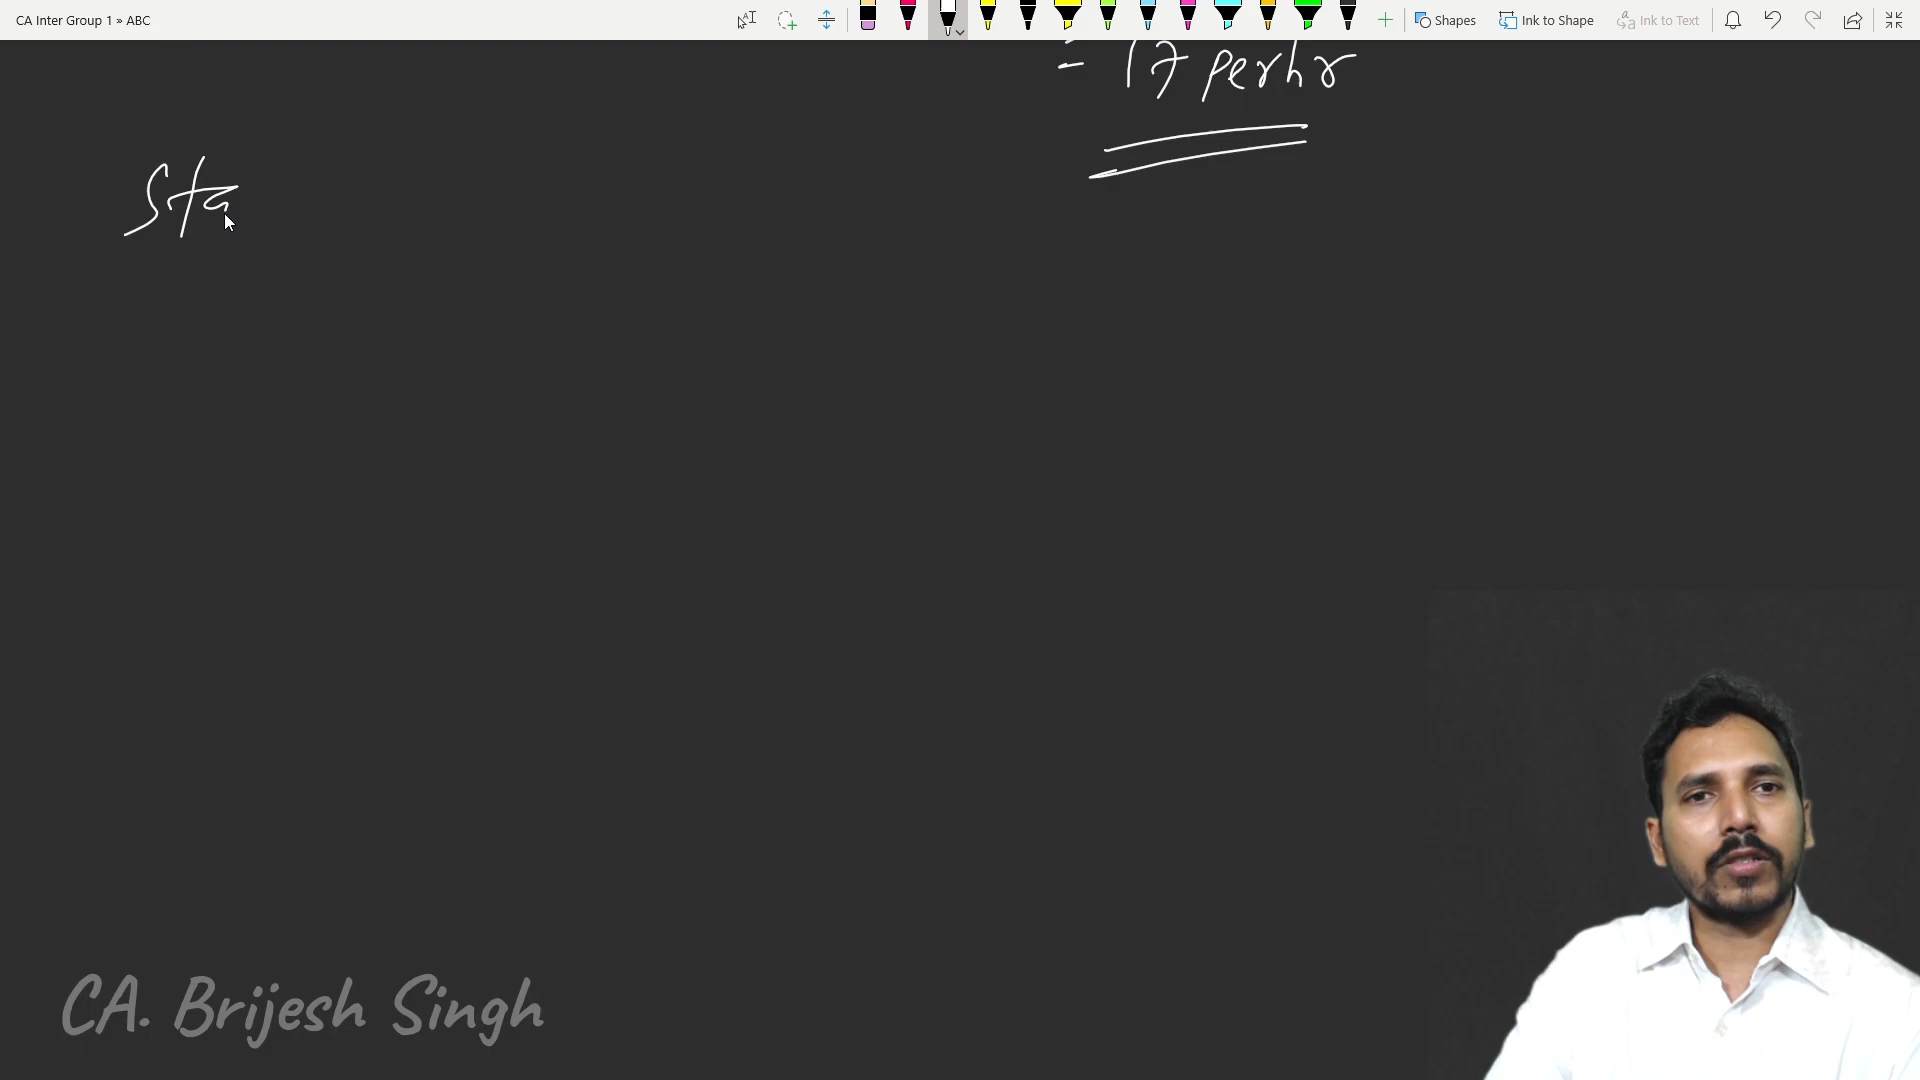 CA Inter Group 1 » ABC
Shapes
Ink to Shape
Ink to Text
= 17 per hr
Sta
CA. Brijesh Singh